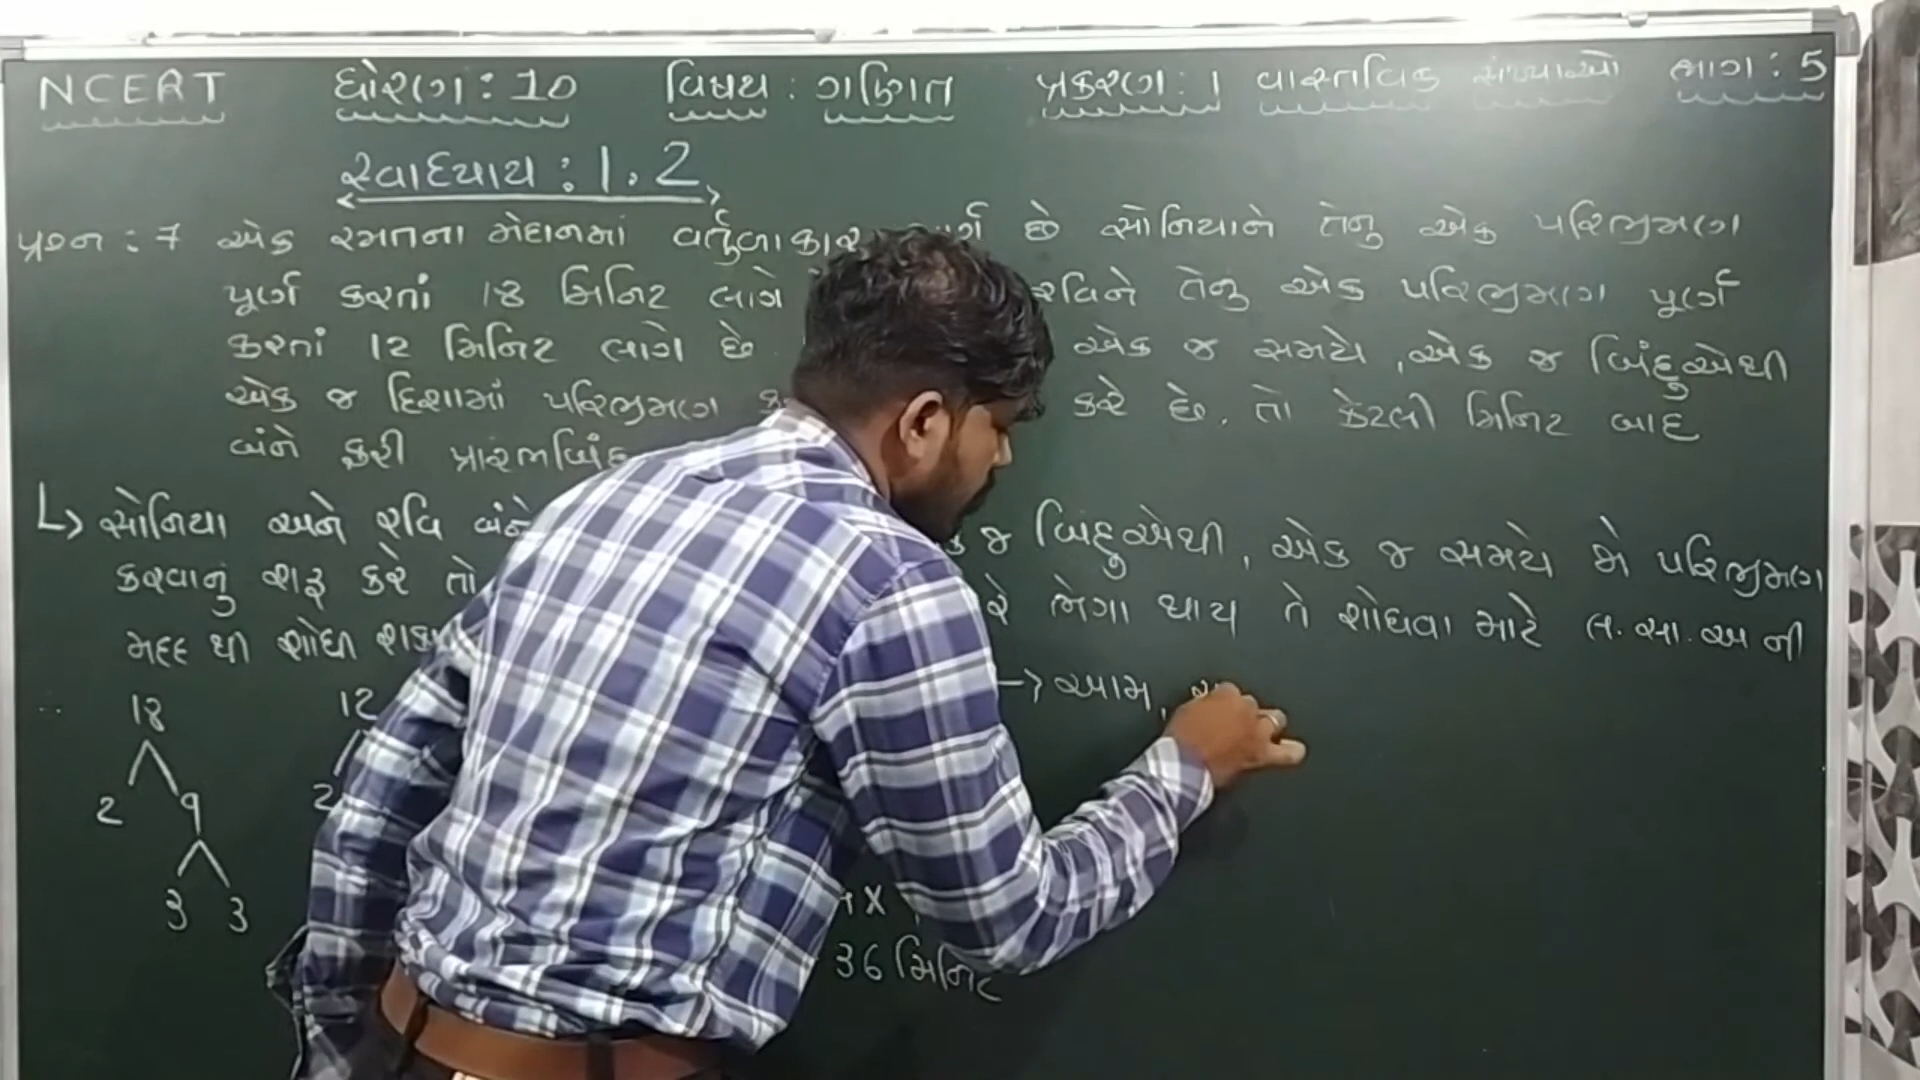 NCERT ધોરણ : 10 વિષય : ગણિત પ્રકરણ : 1 વાસ્તવિક સંખ્યાઓ ભાગ : 5
સ્વાધ્યાય : 1.2
પ્રશ્ન : 7 એક રમતના મેદાનમાં વર્તુળાકાર છે સોનિયાને તેનુ એક પરિભ્રમણ
પૂર્ણ કરતાં 18 મિનિટ લાગે રવિને તેનુ એક પરિભ્રમણ પૂર્ણ
કરતાં 12 મિનિટ લાગે છે એક જ સમયે, એક જ બિંદુએથી
એક જ દિશામાં પરિભ્રમણ કરે છે. તો કેટલી મિનિટ બાદ
બંને ફરી પ્રારંભબિંદ
સોનિયા અને રવિ બંને જ બિંદુએથી, એક જ સમયે જો પરિભ્રમણ
કરવાનું શરૂ કરે તો ભેગા થાય તે શોધવા માટે લ.સા.અ ની
મદદ થી શોધી
→ આમ,
18 12
2 9 2
3 3
36 મિનિટ